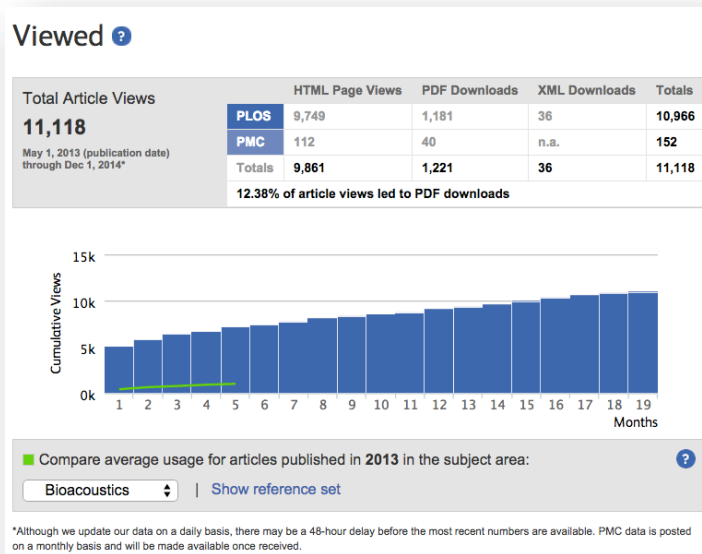 Viewed ?
Total Article Views
11,118
May 1, 2013 (publication date)
through Dec 1, 2014*
HTML Page Views PDF Downloads XML Downloads Totals
PLOS 9,749 1,181 36 10,966
PMC 112 40 n.a. 152
Totals 9,861 1,221 36 11,118
12.38% of article views led to PDF downloads
Cumulative Views
15k
10k
5k
0k
1 2 3 4 5 6 7 8 9 10 11 12 13 14 15 16 17 18 19
Months
Compare average usage for articles published in 2013 in the subject area: ?
Bioacoustics | Show reference set
*Although we update our data on a daily basis, there may be a 48-hour delay before the most recent numbers are available. PMC data is posted
on a monthly basis and will be made available once received.